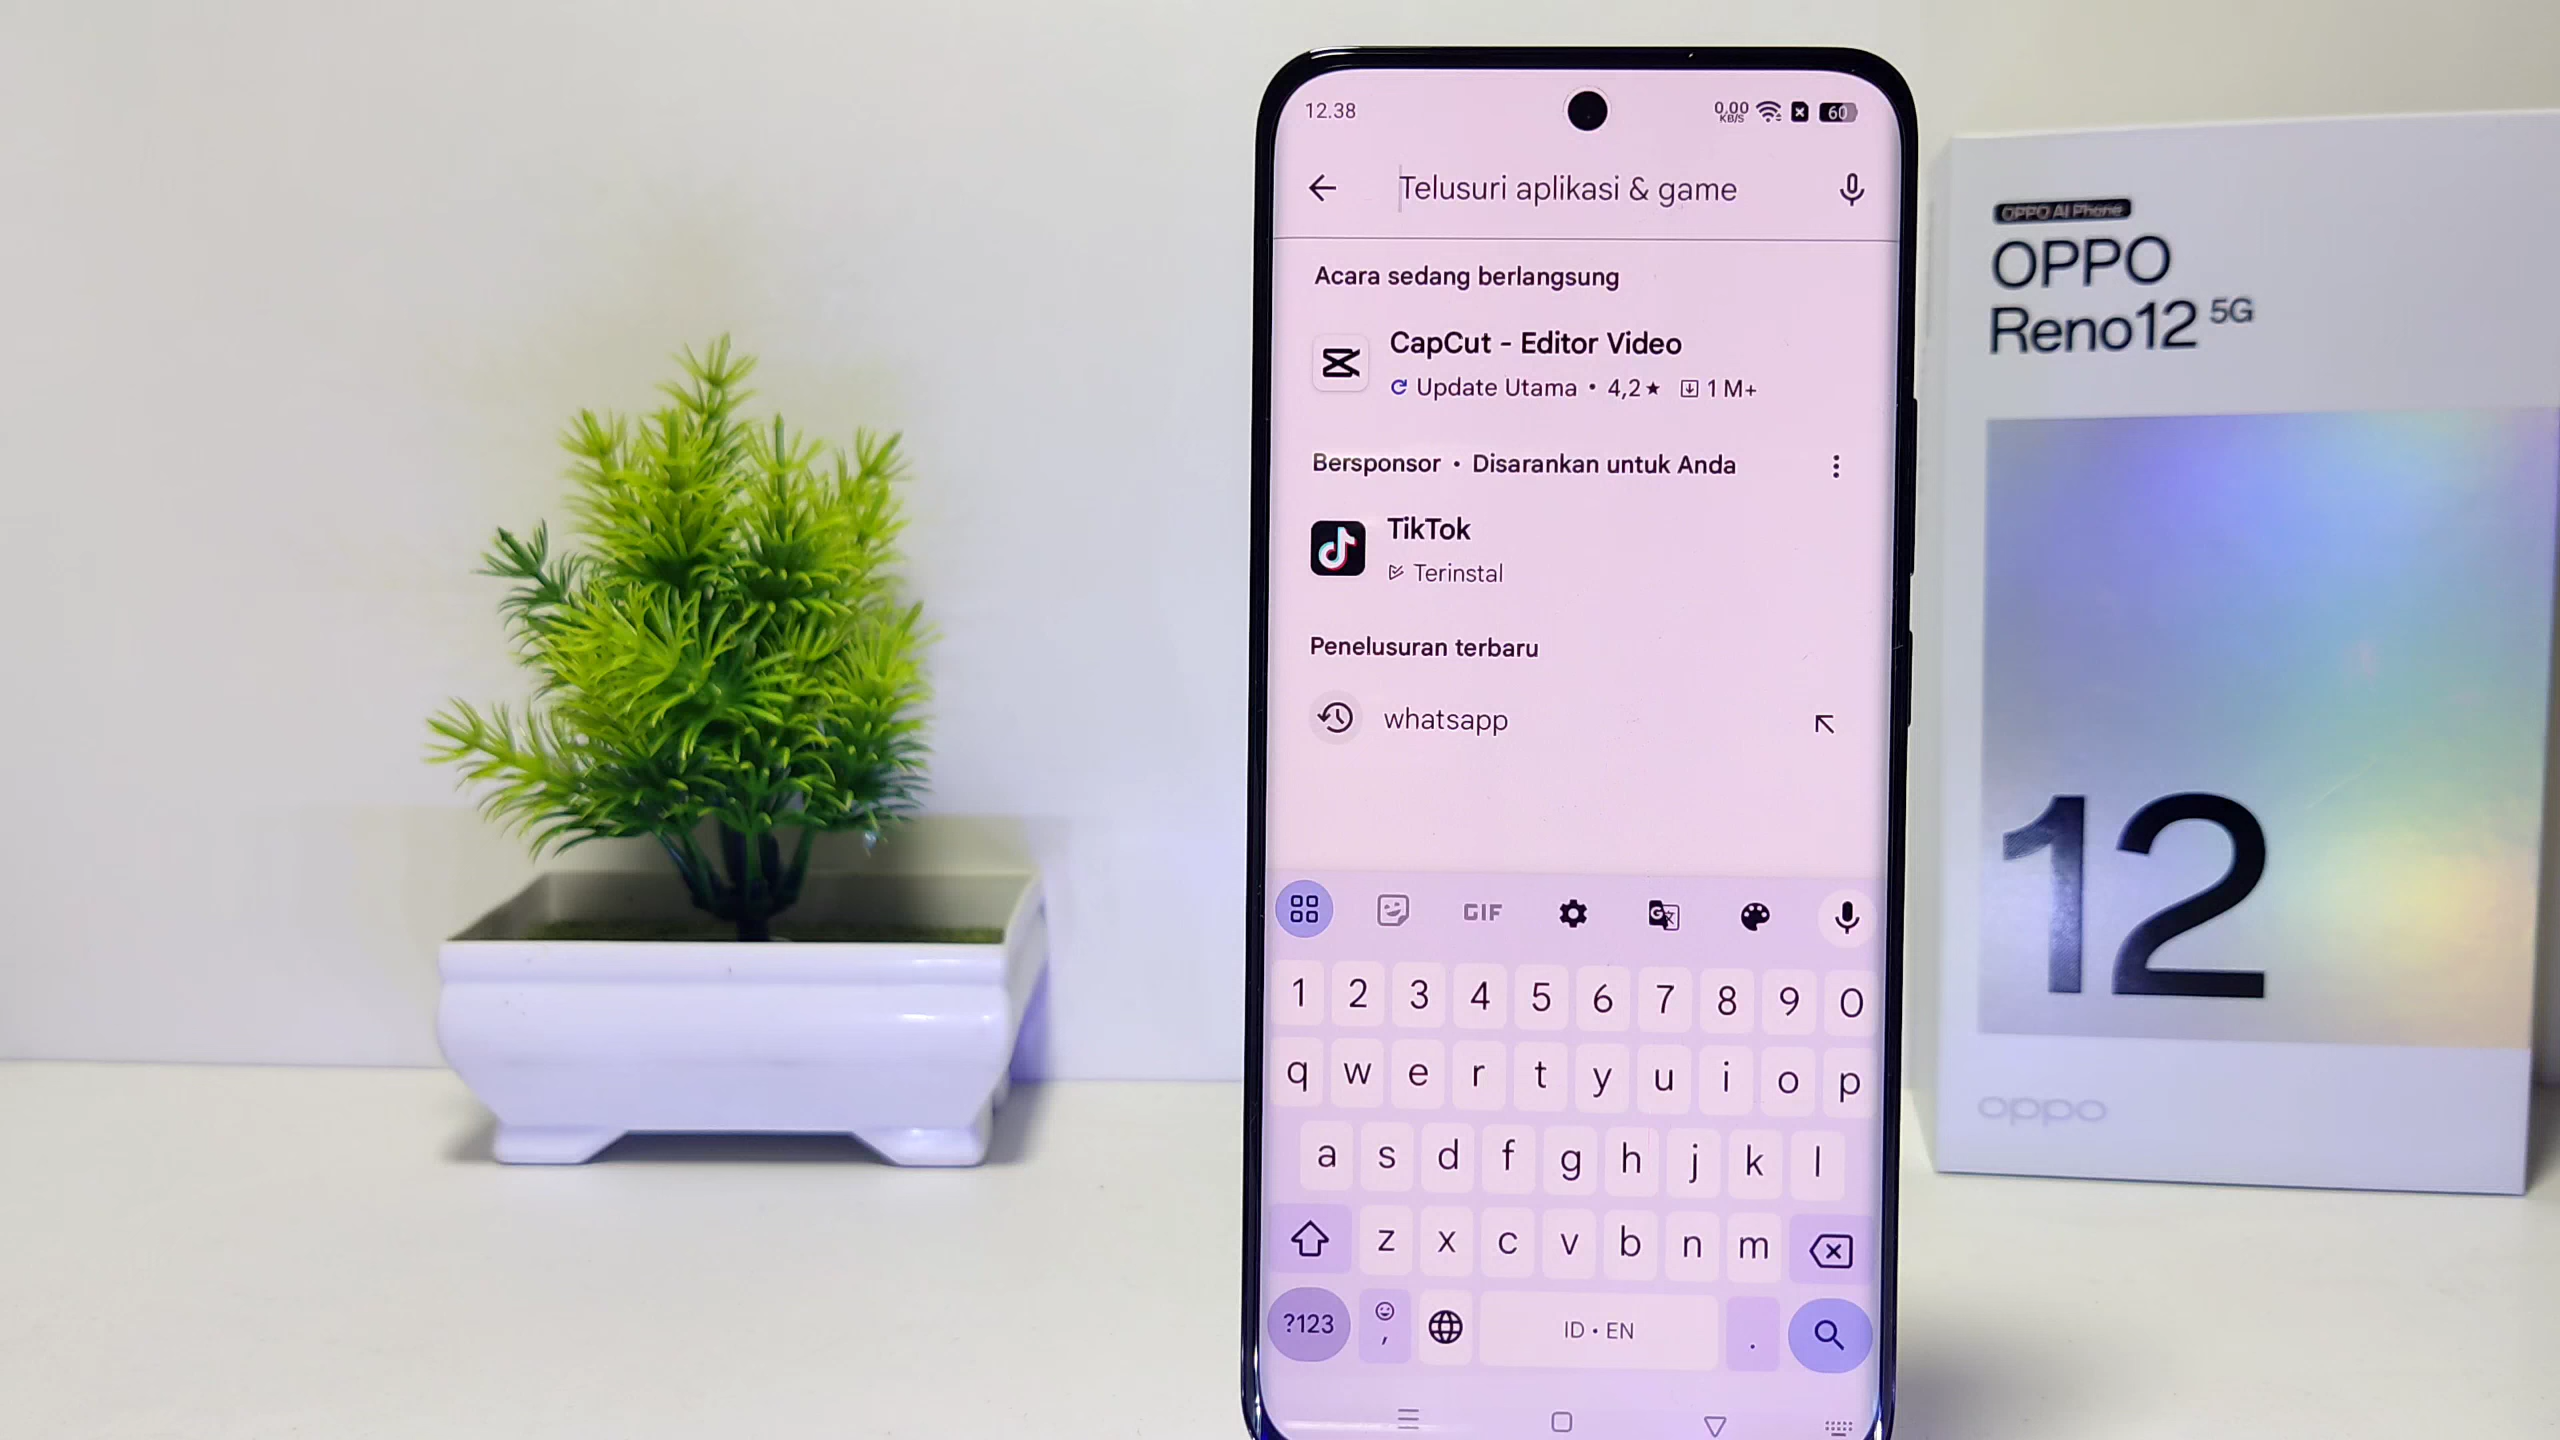 12.38
0,00
KB/S
60
Telusuri aplikasi & game
Acara sedang berlangsung
CapCut - Editor Video
Update Utama • 4,2★ 1 M+
Bersponsor • Disarankan untuk Anda
TikTok
Terinstal
Penelusuran terbaru
whatsapp
GIF
1 2 3 4 5 6 7 8 9 0
q w e r t y u i o p
a s d f g h j k l
z x c v b n m
?123 , ID • EN .
OPPO AI Phone
OPPO
Reno12 5G
12
oppo